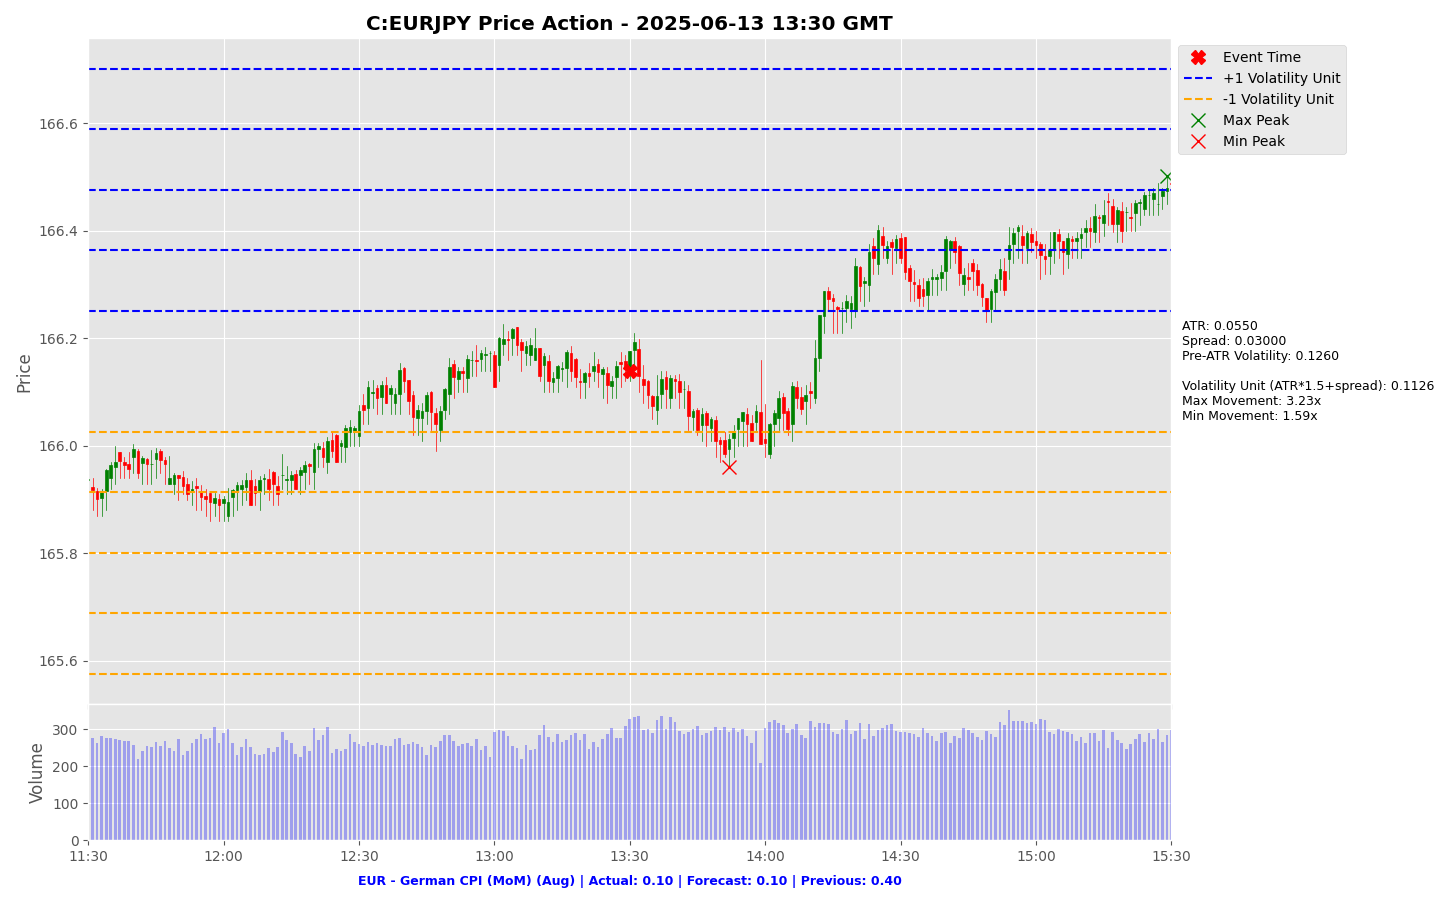 C:EURJPY Price Action - 2025-06-13 13:30 GMT
Event Time
+1 Volatility Unit
-1 Volatility Unit
Max Peak
Min Peak
Price
166.6
166.4
166.2
166.0
165.8
165.6
ATR: 0.0550
Spread: 0.03000
Pre-ATR Volatility: 0.1260
Volatility Unit (ATR*1.5+spread): 0.1126
Max Movement: 3.23x
Min Movement: 1.59x
Volume
300
200
100
0
11:30 12:00 12:30 13:00 13:30 14:00 14:30 15:00 15:30
EUR - German CPI (MoM) (Aug) | Actual: 0.10 | Forecast: 0.10 | Previous: 0.40